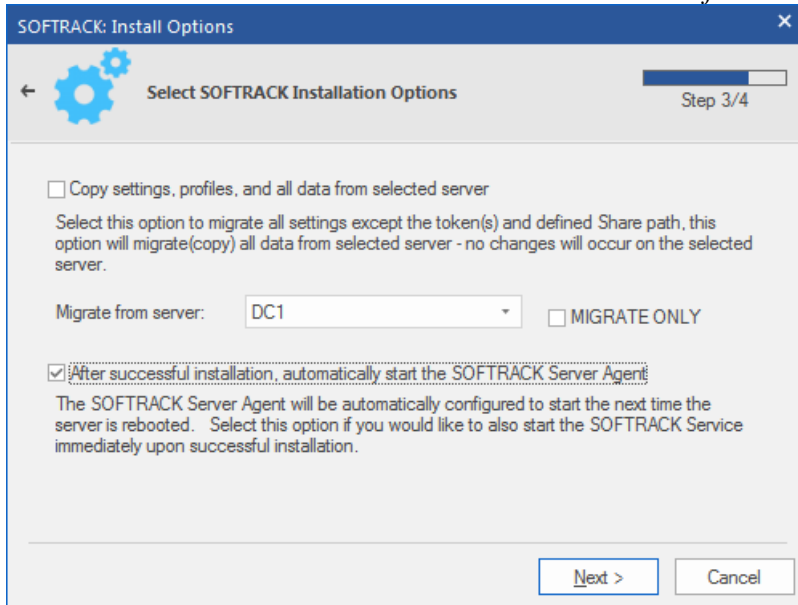 SOFTRACK: Install Options
Select SOFTRACK Installation Options
Step 3/4
Copy settings, profiles, and all data from selected server
Select this option to migrate all settings except the token(s) and defined Share path, this
option will migrate(copy) all data from selected server - no changes will occur on the selected
server.
Migrate from server: DC1 MIGRATE ONLY
After successful installation, automatically start the SOFTRACK Server Agent
The SOFTRACK Server Agent will be automatically configured to start the next time the
server is rebooted. Select this option if you would like to also start the SOFTRACK Service
immediately upon successful installation.
Next > Cancel